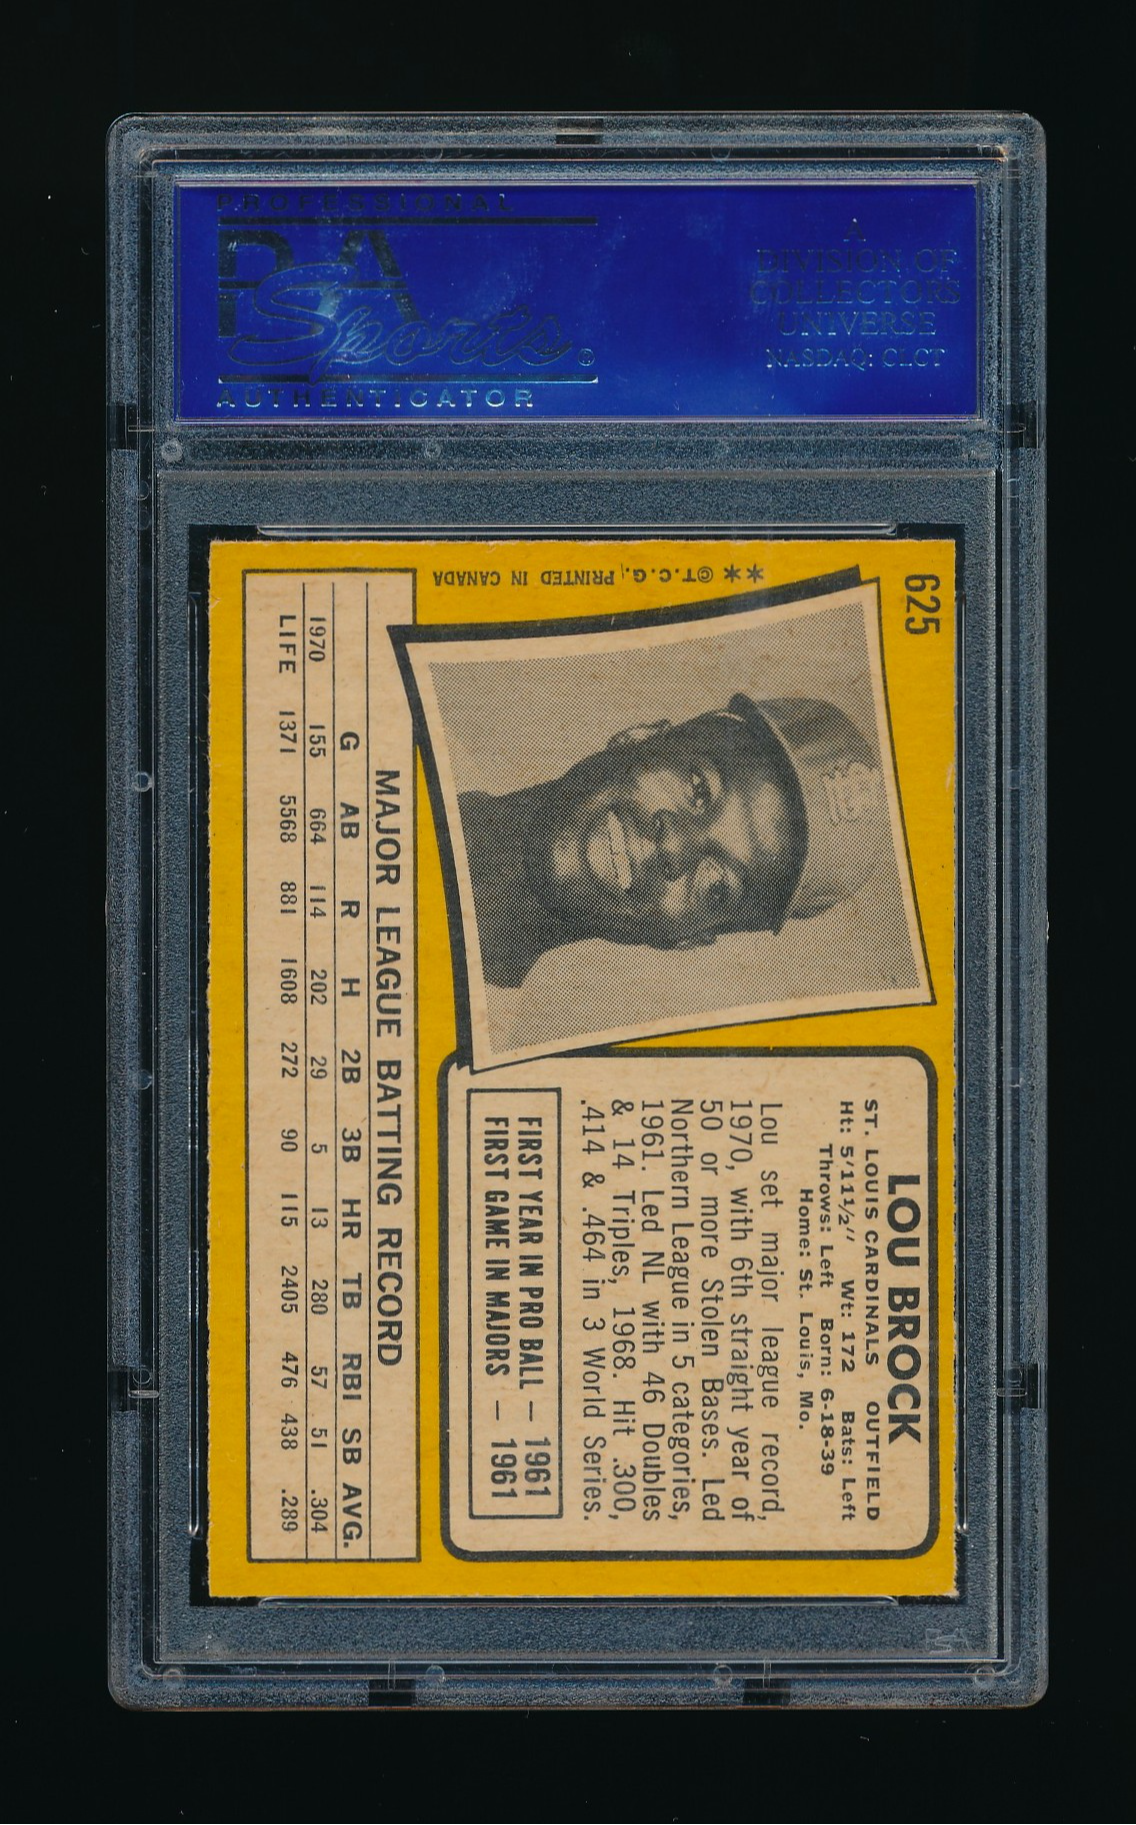 PROFESSIONAL
PSA
Sports®
AUTHENTICATOR
A
DIVISION OF
COLLECTORS
UNIVERSE
NASDAQ: CLCT
625
** ©T.C.G., PRINTED IN CANADA
LOU BROCK
ST. LOUIS CARDINALS OUTFIELD
Ht: 5'11½" Wt: 172 Bats: Left
Throws: Left Born: 6-18-39
Home: St. Louis, Mo.
Lou set major league record,
1970, with 6th straight year of
50 or more Stolen Bases. Led
Northern League in 5 categories,
1961. Led NL with 46 Doubles
& 14 Triples, 1968. Hit .300,
.414 & .464 in 3 World Series.
FIRST YEAR IN PRO BALL — 1961
FIRST GAME IN MAJORS — 1961
MAJOR LEAGUE BATTING RECORD
G AB R H 2B 3B HR TB RBI SB AVG.
1970 155 664 114 202 29 5 13 280 57 51 .304
LIFE 1371 5568 881 1608 272 90 115 2405 476 438 .289
PSA